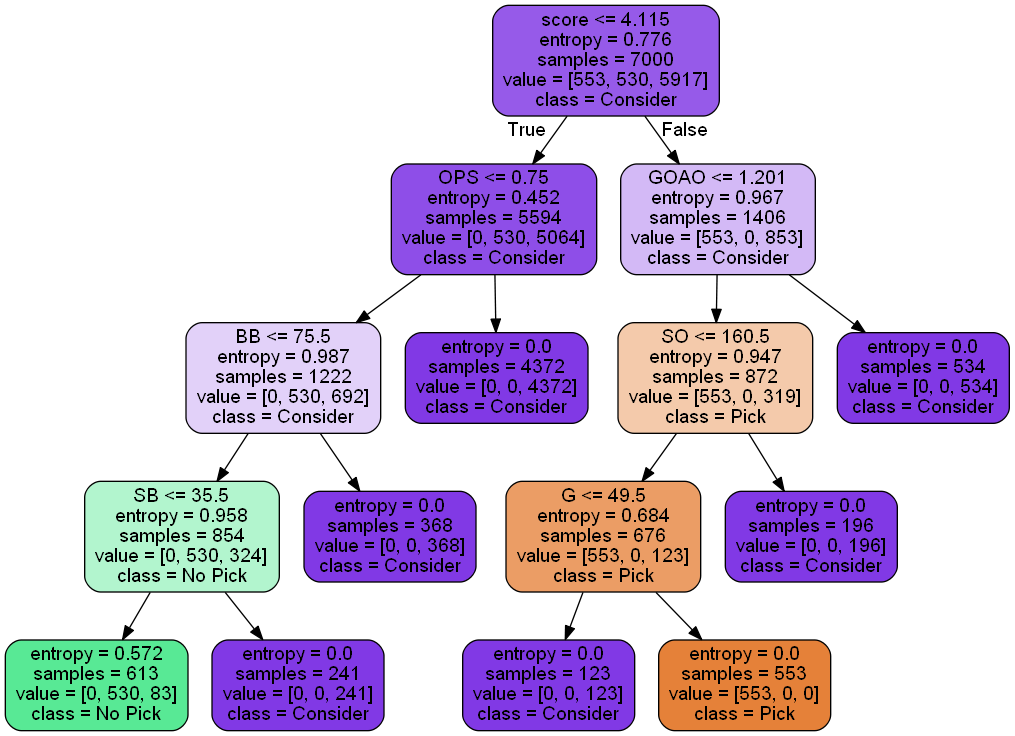 score <= 4.115
entropy = 0.776
samples = 7000
value = [553, 530, 5917]
class = Consider
True
False
OPS <= 0.75
entropy = 0.452
samples = 5594
value = [0, 530, 5064]
class = Consider
GOAO <= 1.201
entropy = 0.967
samples = 1406
value = [553, 0, 853]
class = Consider
BB <= 75.5
entropy = 0.987
samples = 1222
value = [0, 530, 692]
class = Consider
entropy = 0.0
samples = 4372
value = [0, 0, 4372]
class = Consider
SO <= 160.5
entropy = 0.947
samples = 872
value = [553, 0, 319]
class = Pick
entropy = 0.0
samples = 534
value = [0, 0, 534]
class = Consider
SB <= 35.5
entropy = 0.958
samples = 854
value = [0, 530, 324]
class = No Pick
entropy = 0.0
samples = 368
value = [0, 0, 368]
class = Consider
G <= 49.5
entropy = 0.684
samples = 676
value = [553, 0, 123]
class = Pick
entropy = 0.0
samples = 196
value = [0, 0, 196]
class = Consider
entropy = 0.572
samples = 613
value = [0, 530, 83]
class = No Pick
entropy = 0.0
samples = 241
value = [0, 0, 241]
class = Consider
entropy = 0.0
samples = 123
value = [0, 0, 123]
class = Consider
entropy = 0.0
samples = 553
value = [553, 0, 0]
class = Pick